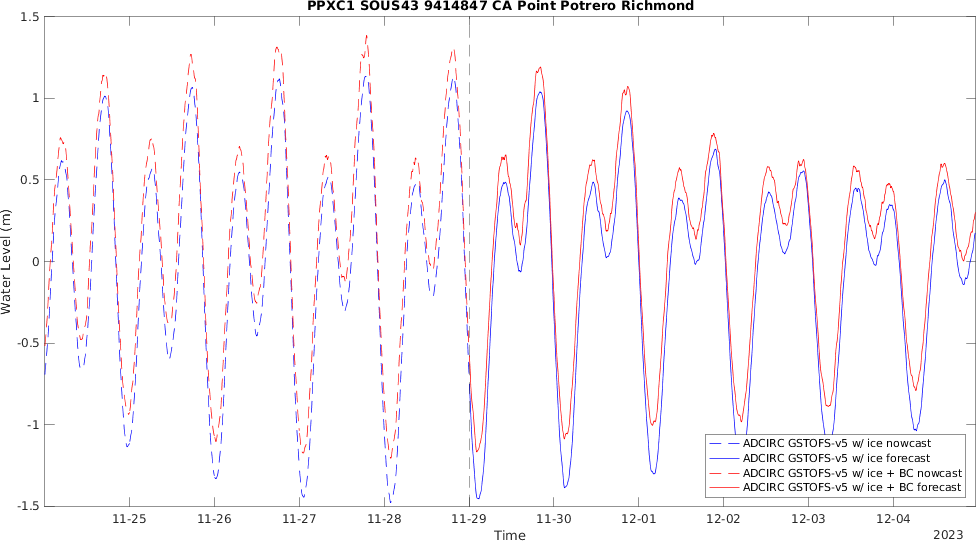 PPXC1 SOUS43 9414847 CA Point Potrero Richmond
1.5
1
0.5
0
-0.5
-1
-1.5
Water Level (m)
ADCIRC GSTOFS-v5 w/ ice nowcast
ADCIRC GSTOFS-v5 w/ ice forecast
ADCIRC GSTOFS-v5 w/ ice + BC nowcast
ADCIRC GSTOFS-v5 w/ ice + BC forecast
11-25 11-26 11-27 11-28 11-29 11-30 12-01 12-02 12-03 12-04
Time
2023